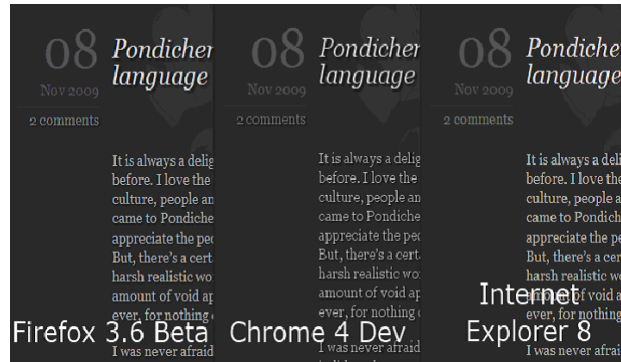 08
Nov 2009
2 comments
Pondicher
language
It is always a delig
before. I love the
culture, people an
came to Pondiche
appreciate the peo
But, there's a cert
harsh realistic wo
amount of void ap
ever, for nothing
I was never afraid
Firefox 3.6 Beta
08
Nov 2009
2 comments
Pondicher
language
It is always a delig
before. I love the
culture, people an
came to Pondiche
appreciate the peo
But, there's a cert
harsh realistic wo
amount of void ap
ever, for nothing
I was never afraid
Chrome 4 Dev
08
Nov 2009
2 comments
Pondiche
language
It is always a deli
before. I love the
culture, people a
came to Pondich
appreciate the pe
But, there's a cer
harsh realistic w
amount of void a
ever, for nothing
I was never afrai
Internet
Explorer 8